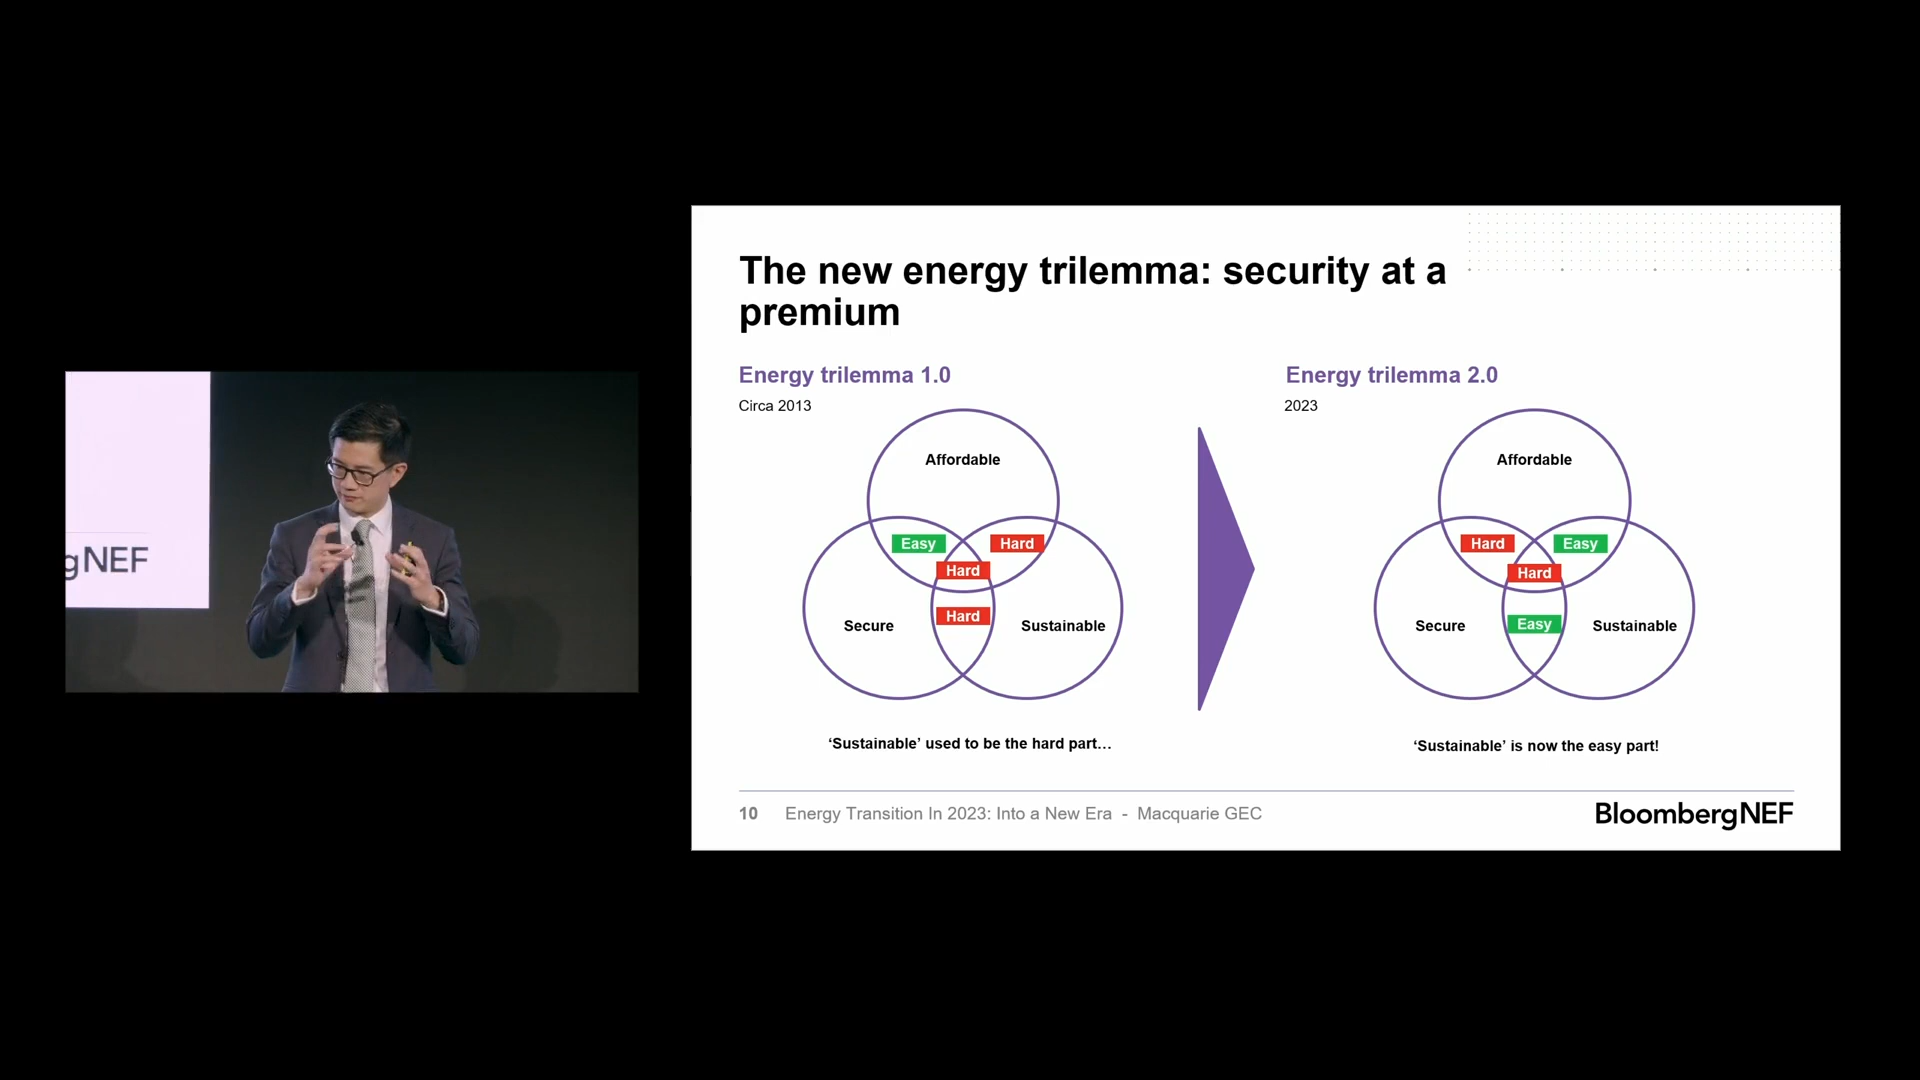 gNEF
The new energy trilemma: security at a
premium
Energy trilemma 1.0
Circa 2013
Affordable
Easy
Hard
Hard
Hard
Secure
Sustainable
‘Sustainable’ used to be the hard part…
Energy trilemma 2.0
2023
Affordable
Hard
Easy
Hard
Easy
Secure
Sustainable
‘Sustainable’ is now the easy part!
10 Energy Transition In 2023: Into a New Era - Macquarie GEC
BloombergNEF